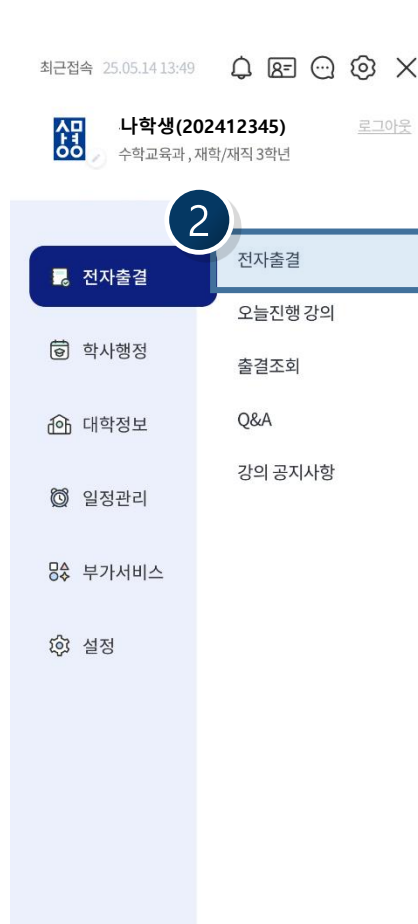 최근접속 25.05.14 13:49
상명
나학생(202412345)
로그아웃
수학교육과 , 재학/재직 3학년
2
전자출결
전자출결
오늘진행 강의
학사행정
출결조회
대학정보
Q&A
강의 공지사항
일정관리
부가서비스
설정